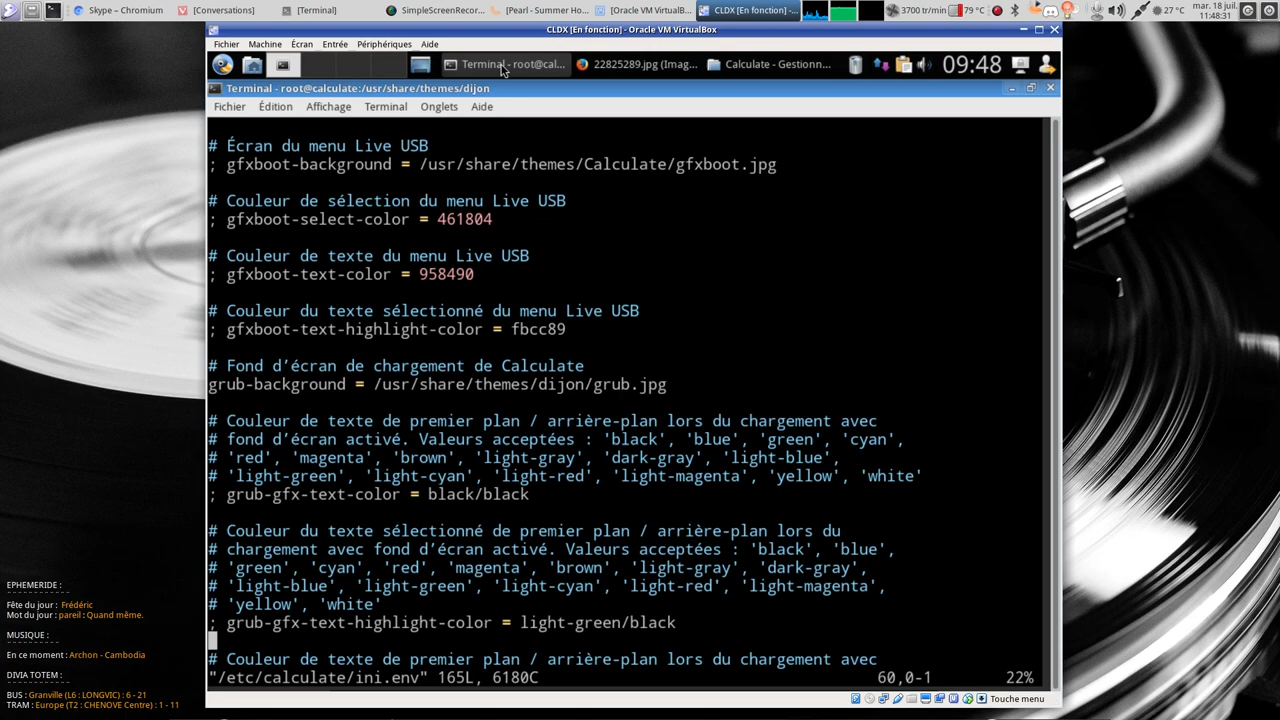 Skype – Chromium
[Conversations]
[Terminal]
SimpleScreenRecor...
[Pearl - Summer Ho...
[Oracle VM VirtualB...
CLDX [En fonction] -...
3700 tr/min
79 °C
27 °C
mar. 18 juil.
11:48:31
CLDX [En fonction] - Oracle VM VirtualBox
Fichier Machine Écran Entrée Périphériques Aide
Terminal - root@cal...
22825289.jpg (Imag...
Calculate - Gestionn...
09:48
Terminal - root@calculate:/usr/share/themes/dijon
Fichier Édition Affichage Terminal Onglets Aide
# Écran du menu Live USB
; gfxboot-background = /usr/share/themes/Calculate/gfxboot.jpg
# Couleur de sélection du menu Live USB
; gfxboot-select-color = 461804
# Couleur de texte du menu Live USB
; gfxboot-text-color = 958490
# Couleur du texte sélectionné du menu Live USB
; gfxboot-text-highlight-color = fbcc89
# Fond d’écran de chargement de Calculate
grub-background = /usr/share/themes/dijon/grub.jpg
# Couleur de texte de premier plan / arrière-plan lors du chargement avec
# fond d’écran activé. Valeurs acceptées : 'black', 'blue', 'green', 'cyan',
# 'red', 'magenta', 'brown', 'light-gray', 'dark-gray', 'light-blue',
# 'light-green', 'light-cyan', 'light-red', 'light-magenta', 'yellow', 'white'
; grub-gfx-text-color = black/black
# Couleur du texte sélectionné de premier plan / arrière-plan lors du
# chargement avec fond d’écran activé. Valeurs acceptées : 'black', 'blue',
# 'green', 'cyan', 'red', 'magenta', 'brown', 'light-gray', 'dark-gray',
# 'light-blue', 'light-green', 'light-cyan', 'light-red', 'light-magenta',
# 'yellow', 'white'
; grub-gfx-text-highlight-color = light-green/black
# Couleur de texte de premier plan / arrière-plan lors du chargement avec
"/etc/calculate/ini.env" 165L, 6180C 60,0-1 22%
Touche menu
EPHEMERIDE :
Fête du jour : Frédéric
Mot du jour : pareil : Quand même.
MUSIQUE :
En ce moment : Archon - Cambodia
DIVIA TOTEM :
BUS : Granville (L6 : LONGVIC) : 6 - 21
TRAM : Europe (T2 : CHENOVE Centre) : 1 - 11